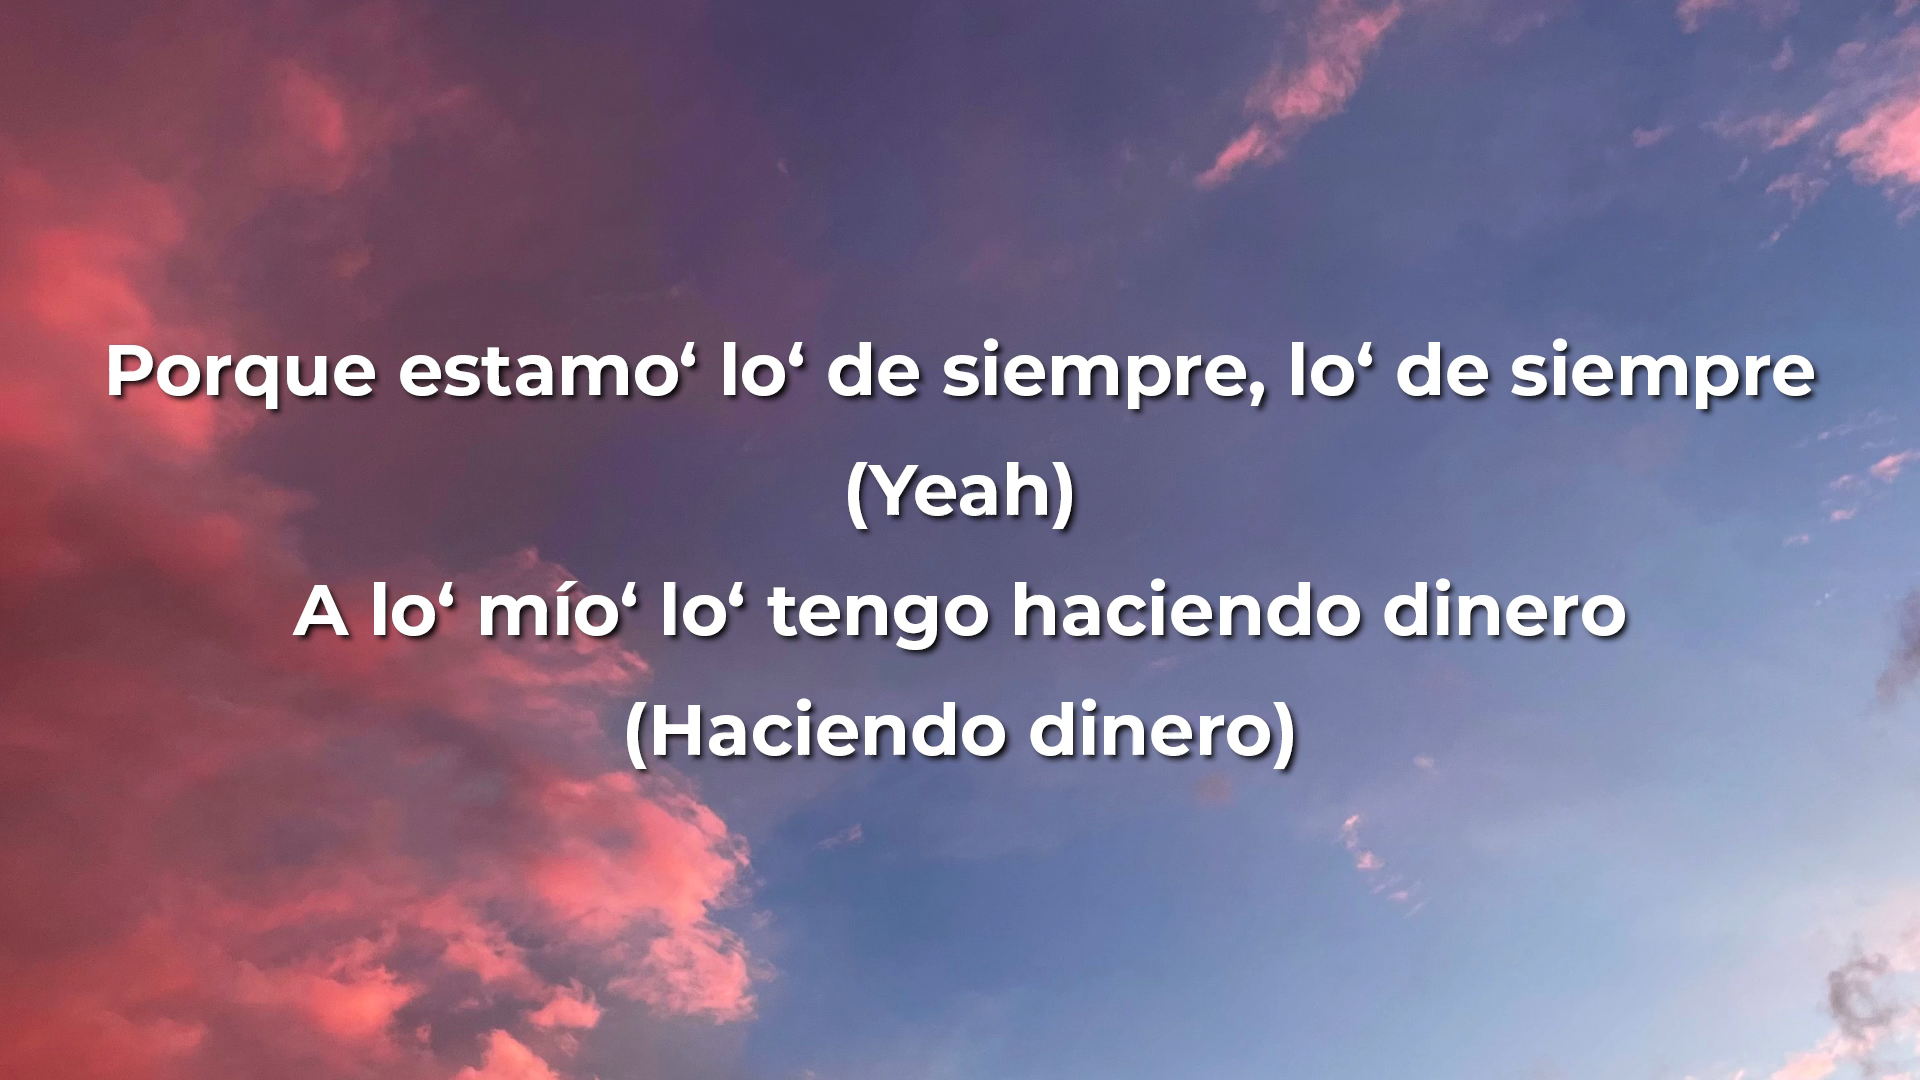 Porque estamo‘ lo‘ de siempre, lo‘ de siempre
(Yeah)
A lo‘ mío‘ lo‘ tengo haciendo dinero
(Haciendo dinero)